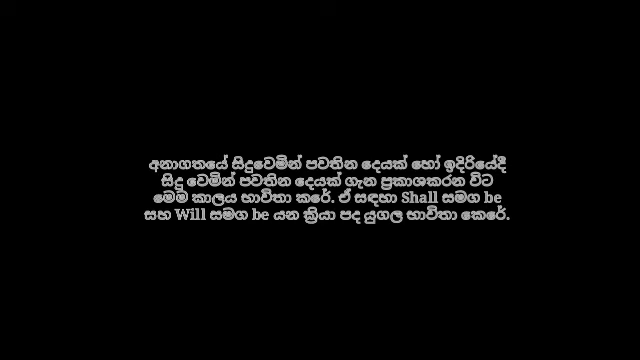 අනාගතයේ සිදුවෙමින් පවතින දෙයක් හෝ ඉදිරියේදී
සිදු වෙමින් පවතින දෙයක් ගැන ප්‍රකාශකරන විට
මෙම කාලය භාවිතා කරේ. ඒ සඳහා Shall සමග be
සහ Will සමග be යන ක්‍රියා පද යුගල භාවිතා කෙරේ.